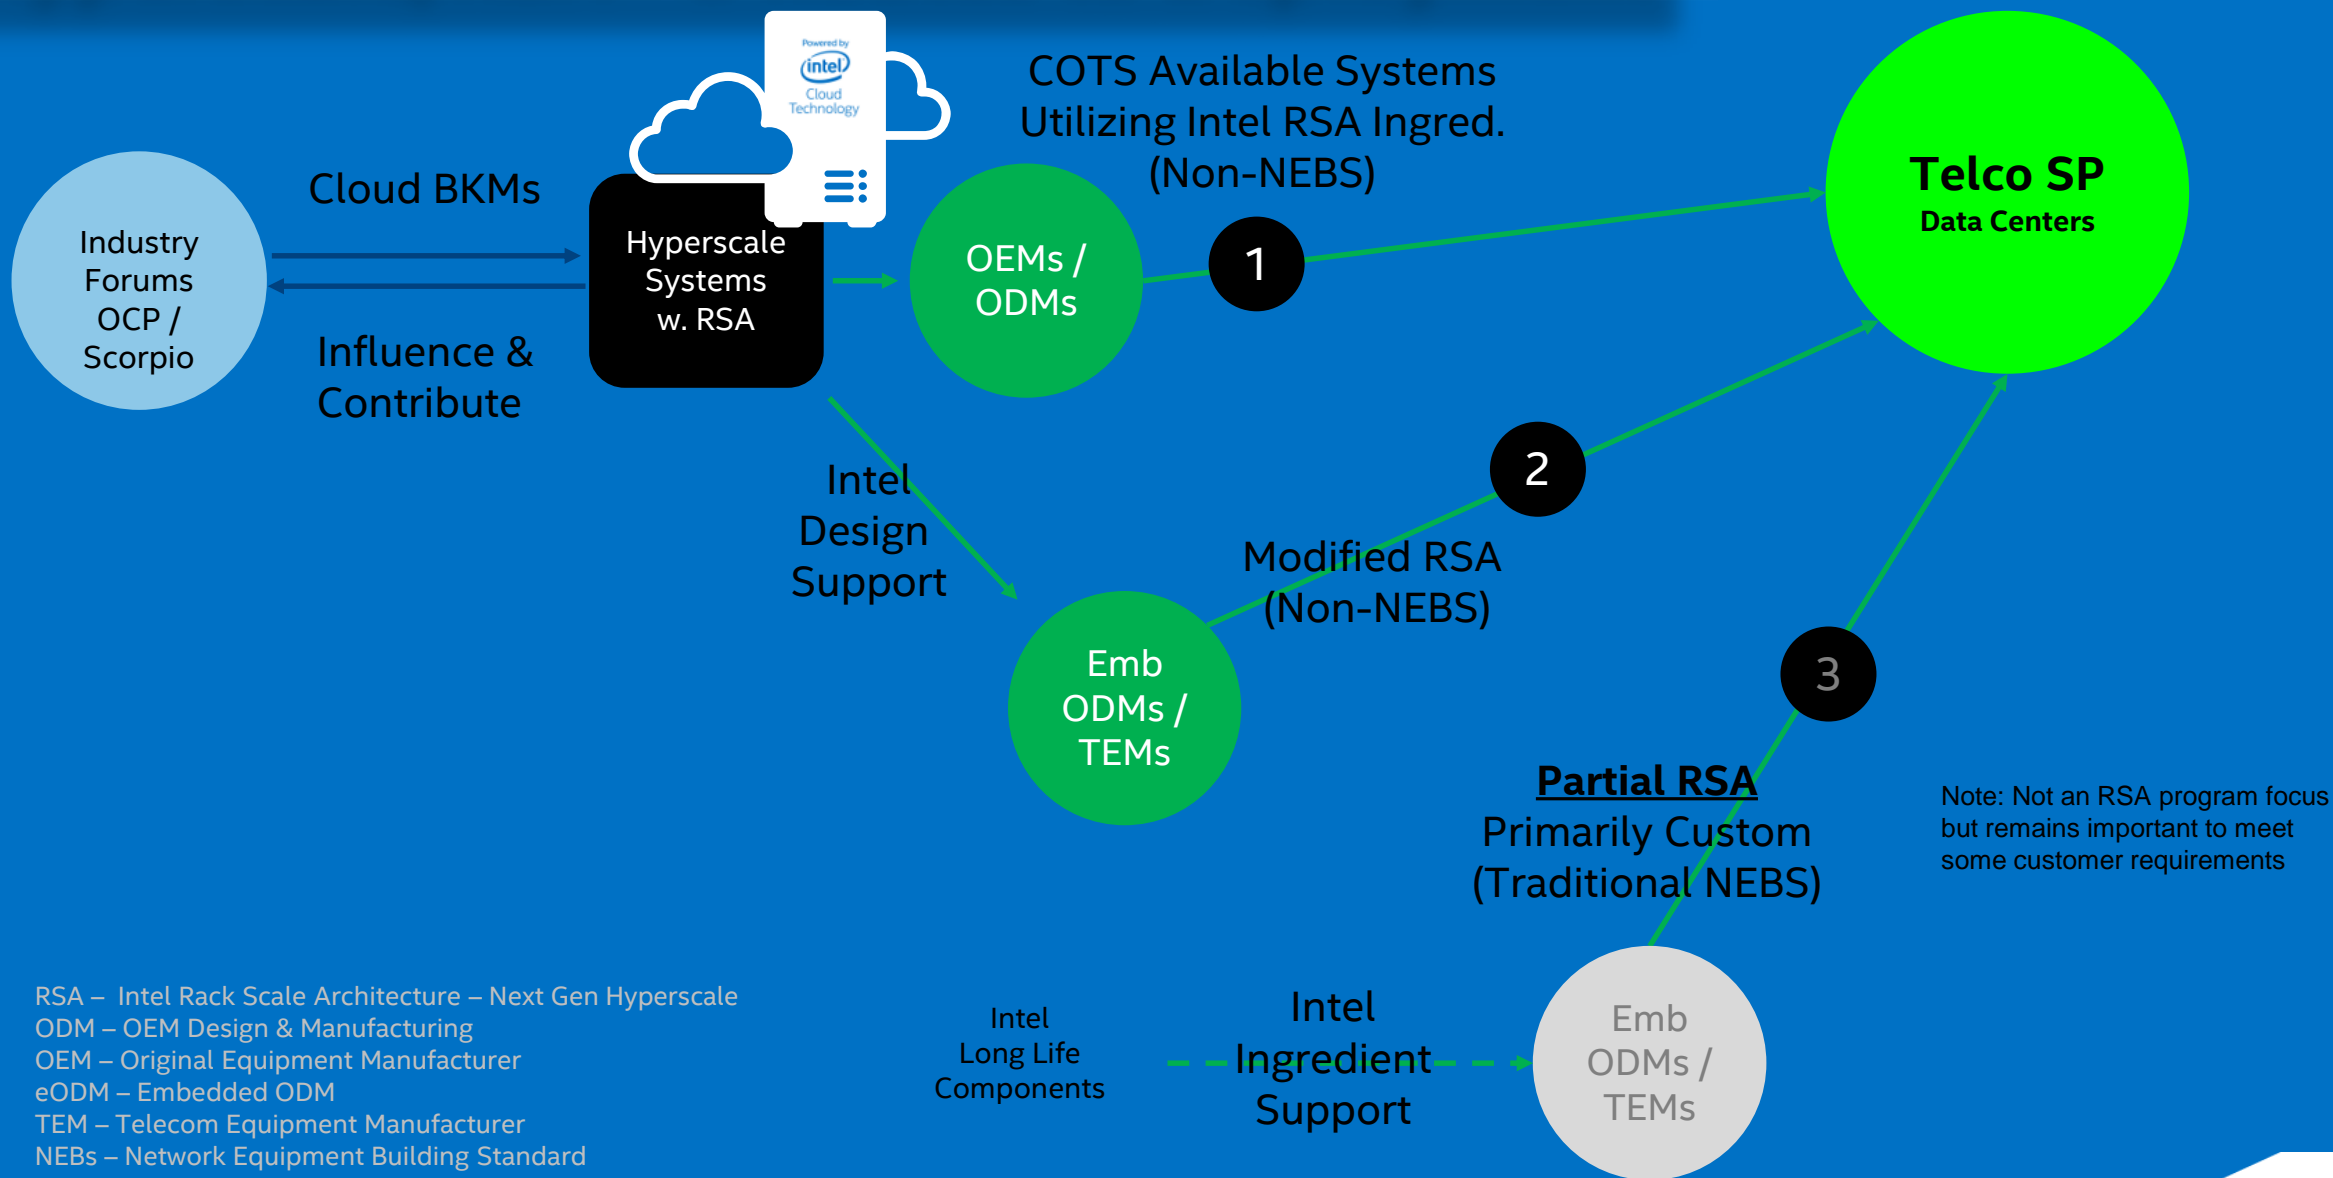 Powered by
intel
Cloud
Technology
COTS Available Systems
Utilizing Intel RSA Ingred.
(Non-NEBS)
Telco SP
Data Centers
Industry
Forums
OCP /
Scorpio
Cloud BKMs
Influence &
Contribute
Hyperscale
Systems
w. RSA
OEMs /
ODMs
1
2
3
Intel
Design
Support
Modified RSA
(Non-NEBS)
Emb
ODMs /
TEMs
Partial RSA
Primarily Custom
(Traditional NEBS)
Note: Not an RSA program focus
but remains important to meet
some customer requirements
RSA – Intel Rack Scale Architecture – Next Gen Hyperscale
ODM – OEM Design & Manufacturing
OEM – Original Equipment Manufacturer
eODM – Embedded ODM
TEM – Telecom Equipment Manufacturer
NEBs – Network Equipment Building Standard
Intel
Long Life
Components
Intel
Ingredient
Support
Emb
ODMs /
TEMs